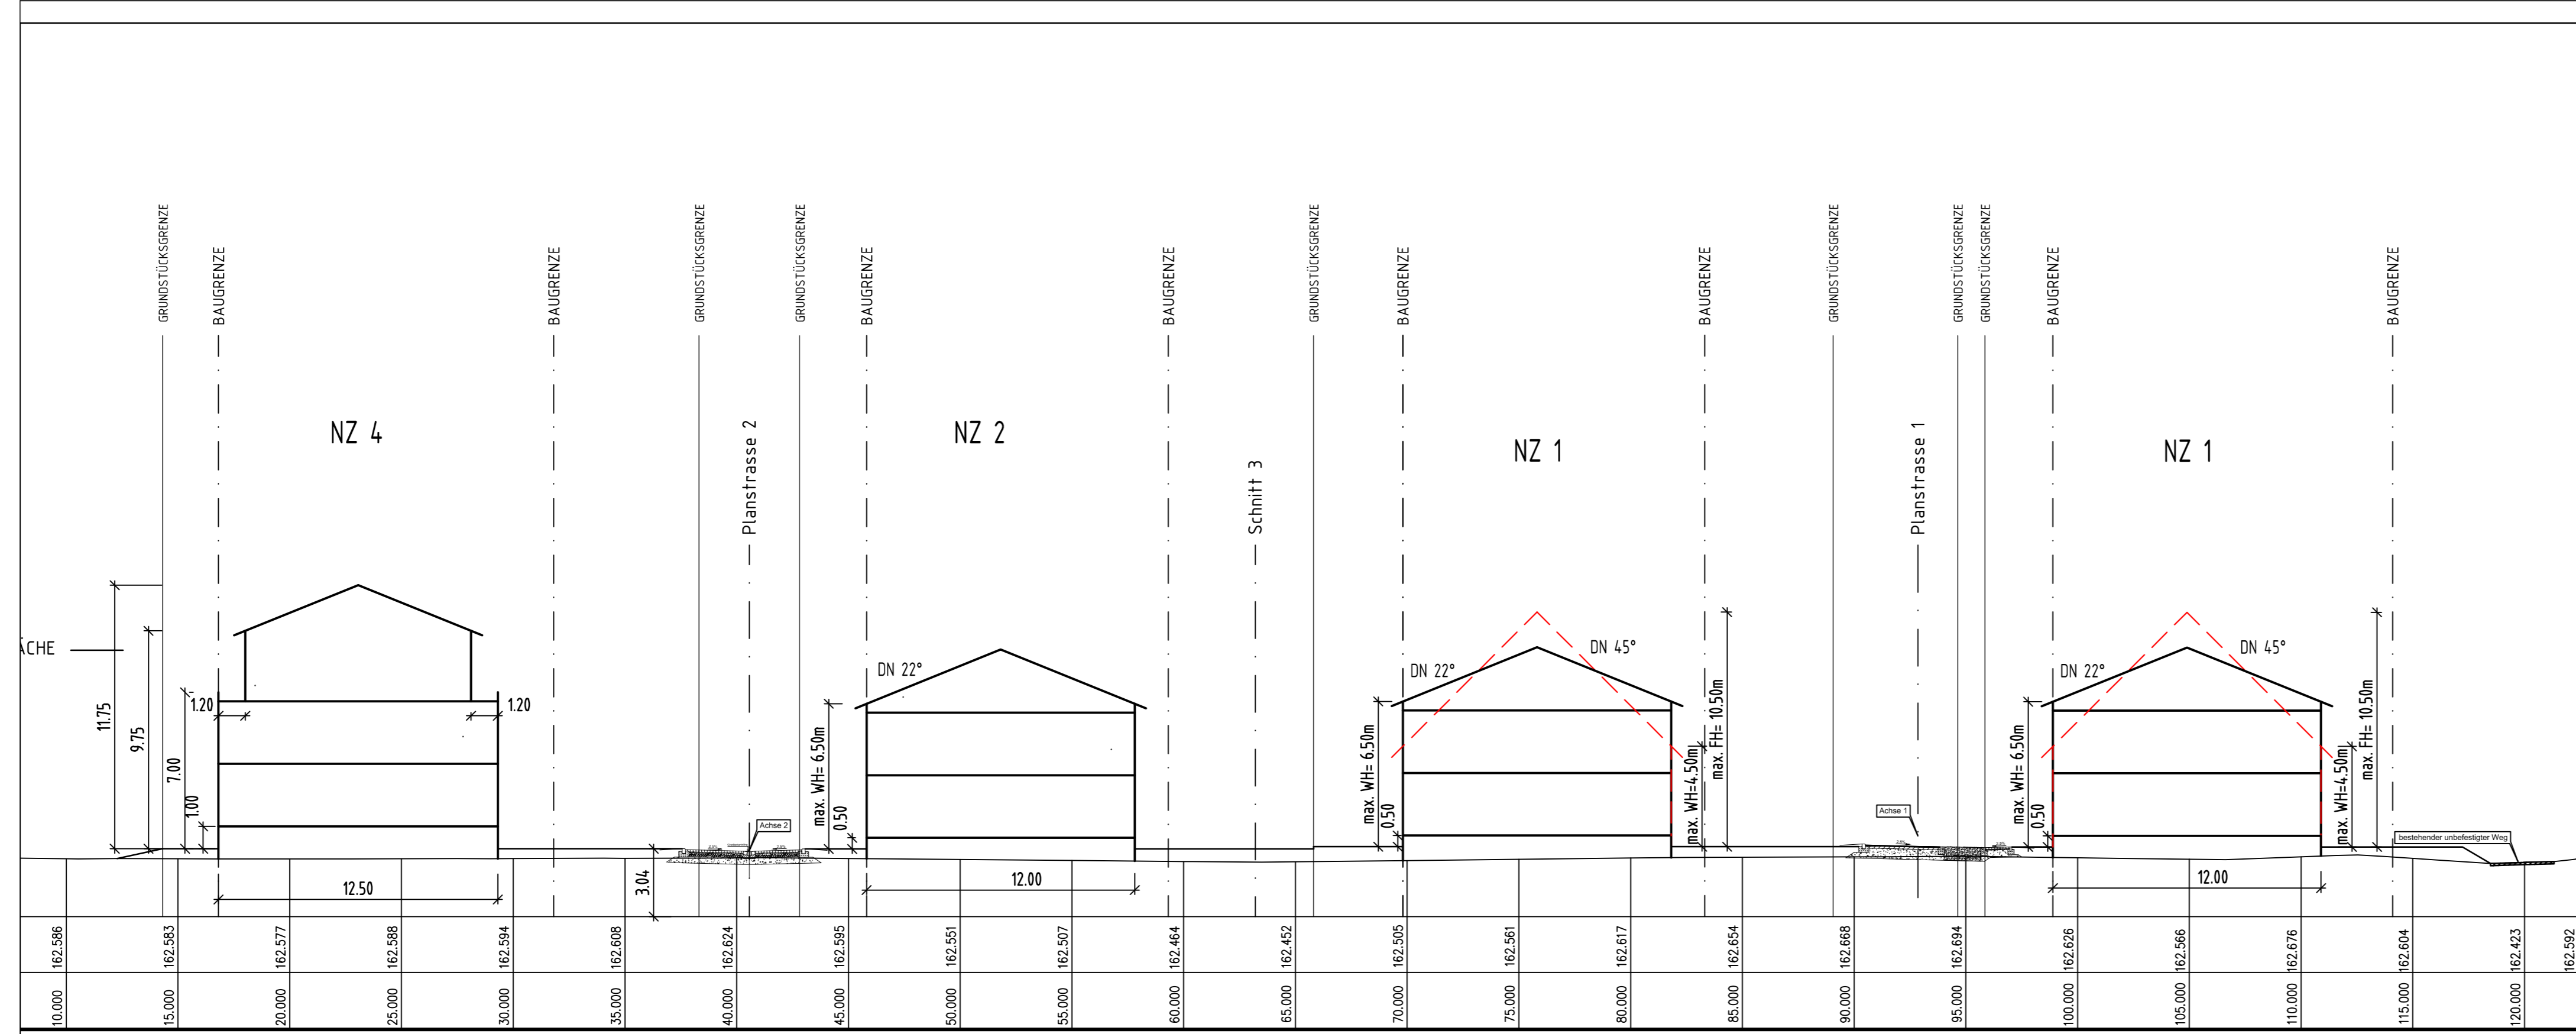 GRUNDSTÜCKSGRENZE
BAUGRENZE
BAUGRENZE
GRUNDSTÜCKSGRENZE
GRUNDSTÜCKSGRENZE
BAUGRENZE
BAUGRENZE
GRUNDSTÜCKSGRENZE
BAUGRENZE
BAUGRENZE
GRUNDSTÜCKSGRENZE
GRUNDSTÜCKSGRENZE
GRUNDSTÜCKSGRENZE
BAUGRENZE
BAUGRENZE
NZ 4
Planstrasse 2
NZ 2
Schnitt 3
NZ 1
Planstrasse 1
NZ 1
ÄCHE
11.75
9.75
7.00
1.00
1.20
1.20
12.50
3.04
Achse 2
DN 22°
max. WH= 6.50m
0.50
12.00
DN 22°
DN 45°
max. WH= 6.50m
0.50
max. WH=4.50m
max. FH= 10.50m
Achse 1
DN 22°
DN 45°
max. WH= 6.50m
0.50
max. WH=4.50m
max. FH= 10.50m
12.00
bestehender unbefestigter Weg
162.586 162.583 162.577 162.588 162.594 162.608 162.624 162.595 162.551 162.507 162.464 162.452 162.505 162.561 162.617 162.654 162.668 162.694 162.626 162.566 162.676 162.604 162.423 162.592
10.000 15.000 20.000 25.000 30.000 35.000 40.000 45.000 50.000 55.000 60.000 65.000 70.000 75.000 80.000 85.000 90.000 95.000 100.000 105.000 110.000 115.000 120.000